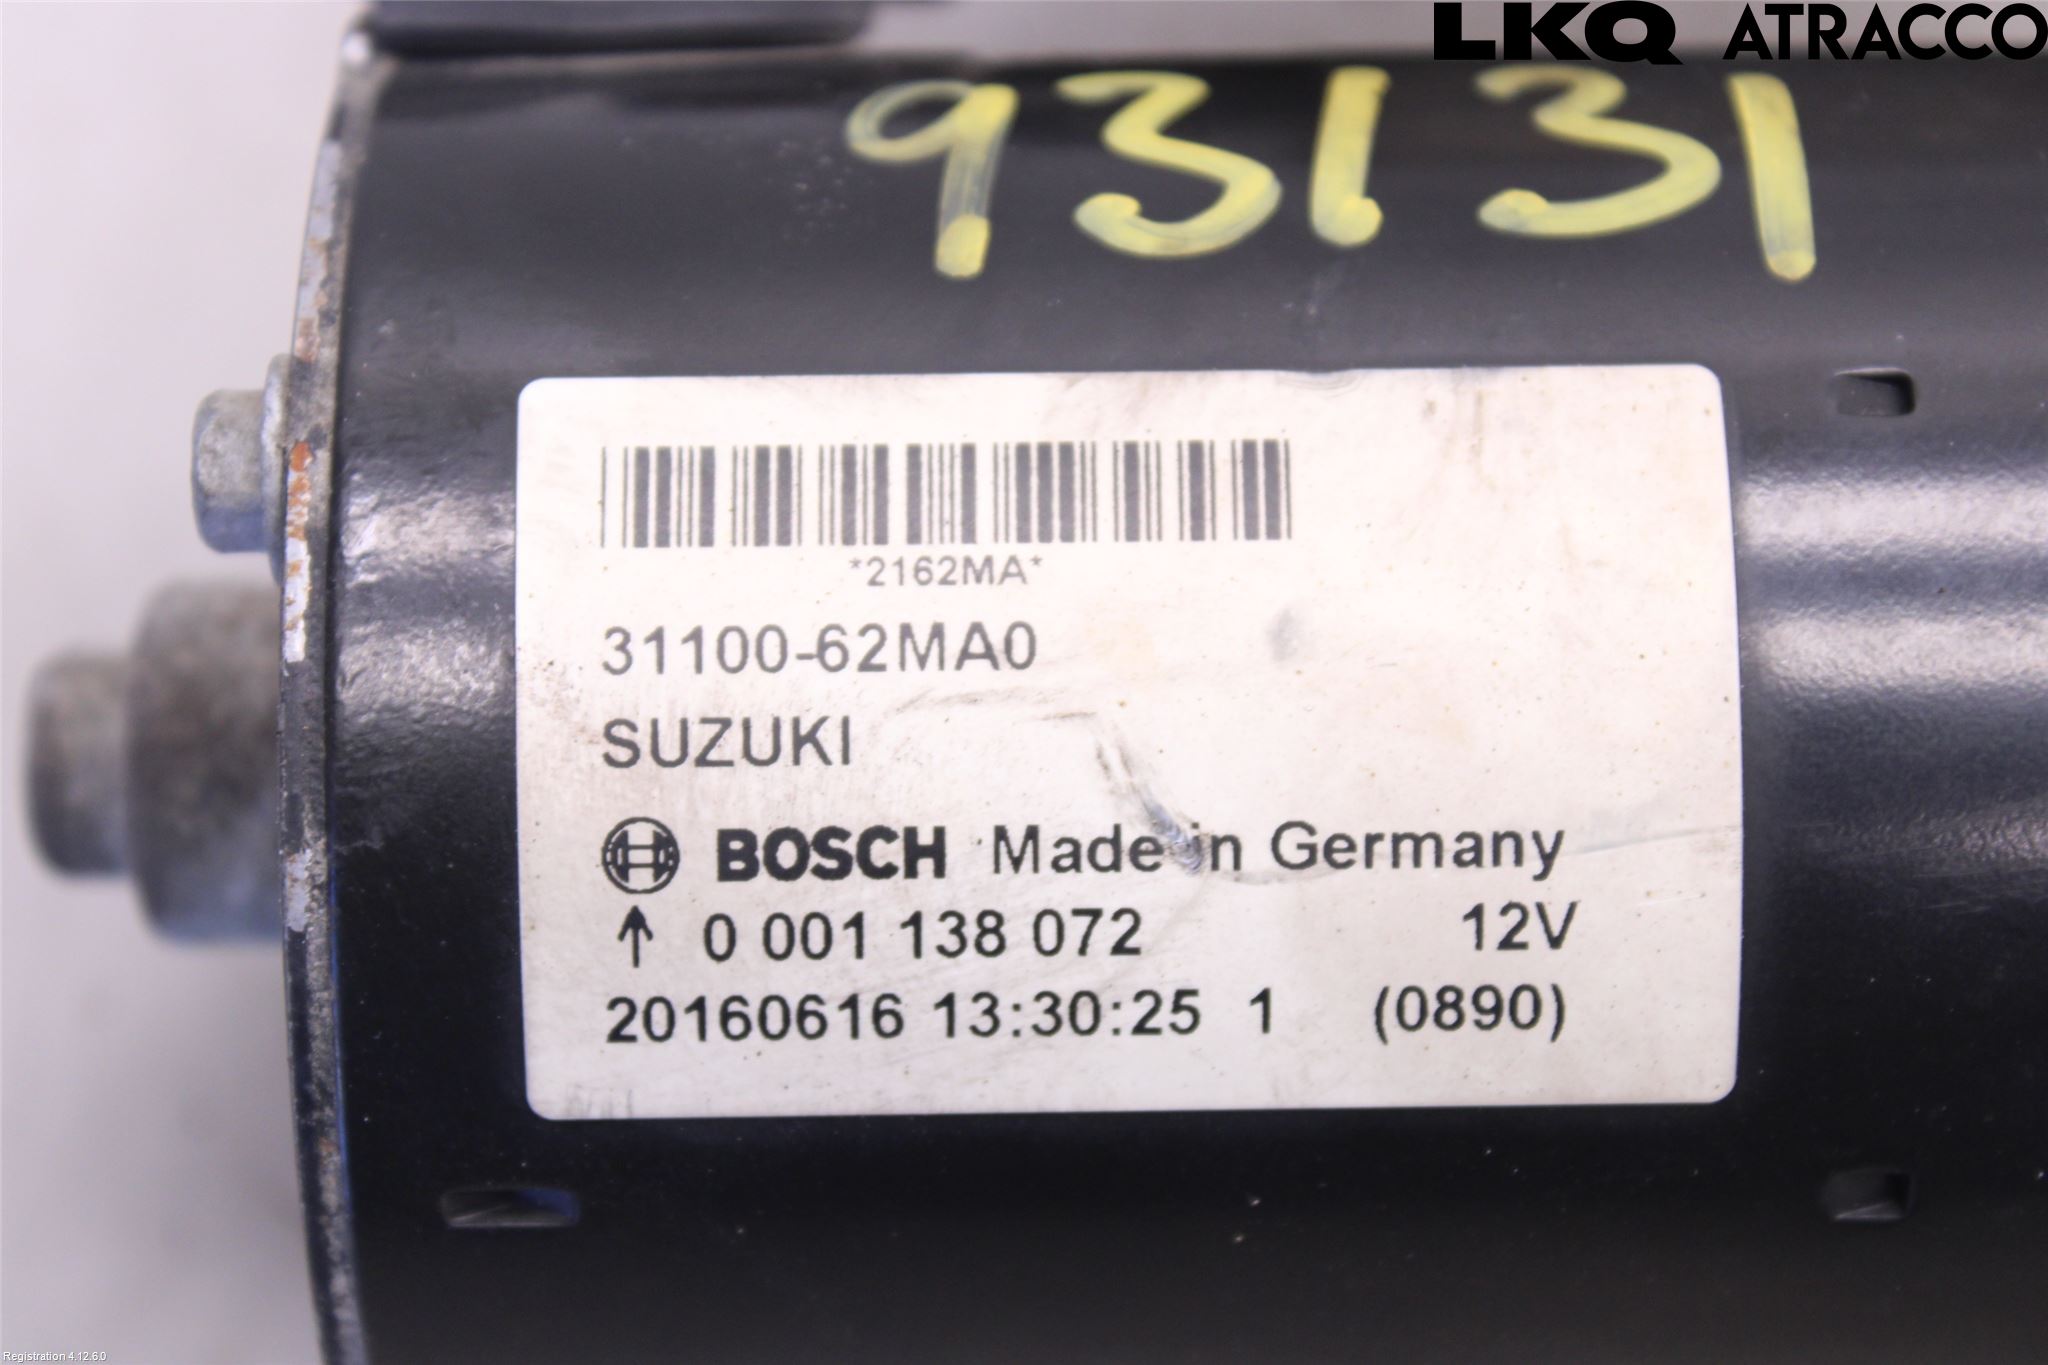 LKQ ATRACCO
93131
*2162MA*
31100-62MA0
SUZUKI
BOSCH Made in Germany
↑ 0 001 138 072 12V
20160616 13:30:25 1 (0890)
Registration 4.12.6.0